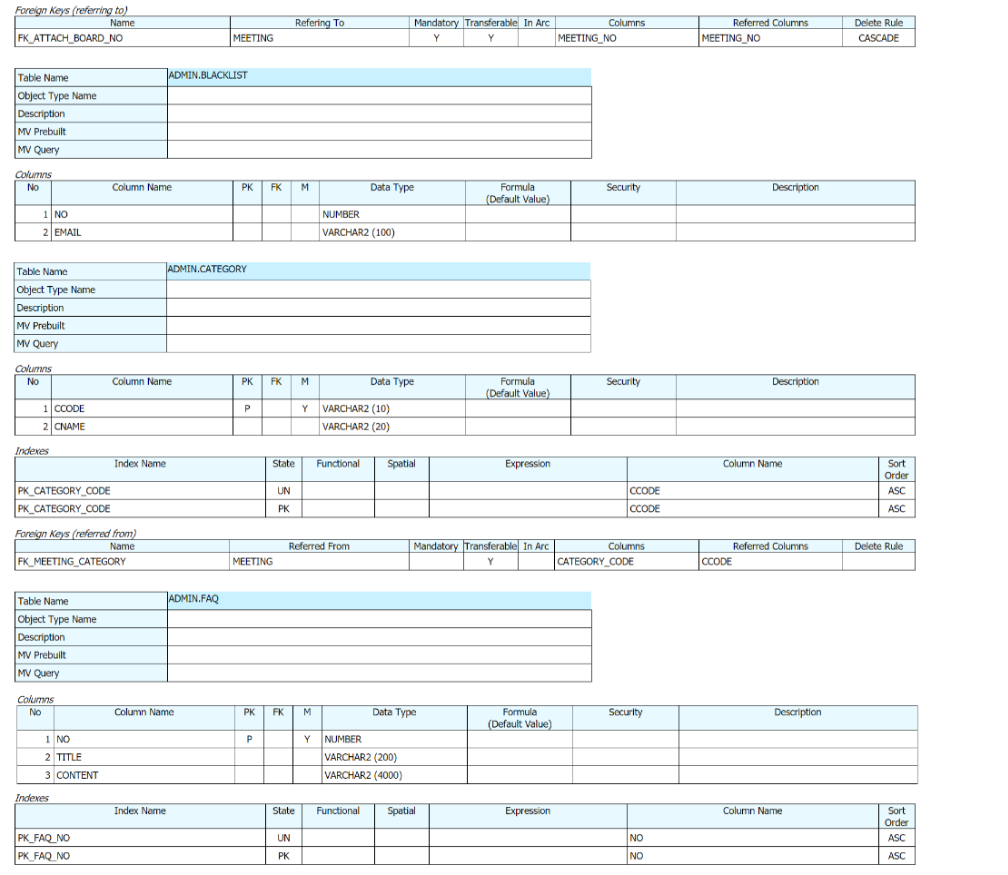 Foreign Keys (referring to)
Name Refering To Mandatory Transferable In Arc Columns Referred Columns Delete Rule
FK_ATTACH_BOARD_NO MEETING Y Y MEETING_NO MEETING_NO CASCADE
Table Name ADMIN.BLACKLIST
Object Type Name
Description
MV Prebuilt
MV Query
Columns
No Column Name PK FK M Data Type Formula Security Description
(Default Value)
1 NO NUMBER
2 EMAIL VARCHAR2 (100)
Table Name ADMIN.CATEGORY
Object Type Name
Description
MV Prebuilt
MV Query
Columns
No Column Name PK FK M Data Type Formula Security Description
(Default Value)
1 CCODE P Y VARCHAR2 (10)
2 CNAME VARCHAR2 (20)
Indexes
Index Name State Functional Spatial Expression Column Name Sort
Order
PK_CATEGORY_CODE UN CCODE ASC
PK_CATEGORY_CODE PK CCODE ASC
Foreign Keys (referred from)
Name Referred From Mandatory Transferable In Arc Columns Referred Columns Delete Rule
FK_MEETING_CATEGORY MEETING Y CATEGORY_CODE CCODE
Table Name ADMIN.FAQ
Object Type Name
Description
MV Prebuilt
MV Query
Columns
No Column Name PK FK M Data Type Formula Security Description
(Default Value)
1 NO P Y NUMBER
2 TITLE VARCHAR2 (200)
3 CONTENT VARCHAR2 (4000)
Indexes
Index Name State Functional Spatial Expression Column Name Sort
Order
PK_FAQ_NO UN NO ASC
PK_FAQ_NO PK NO ASC